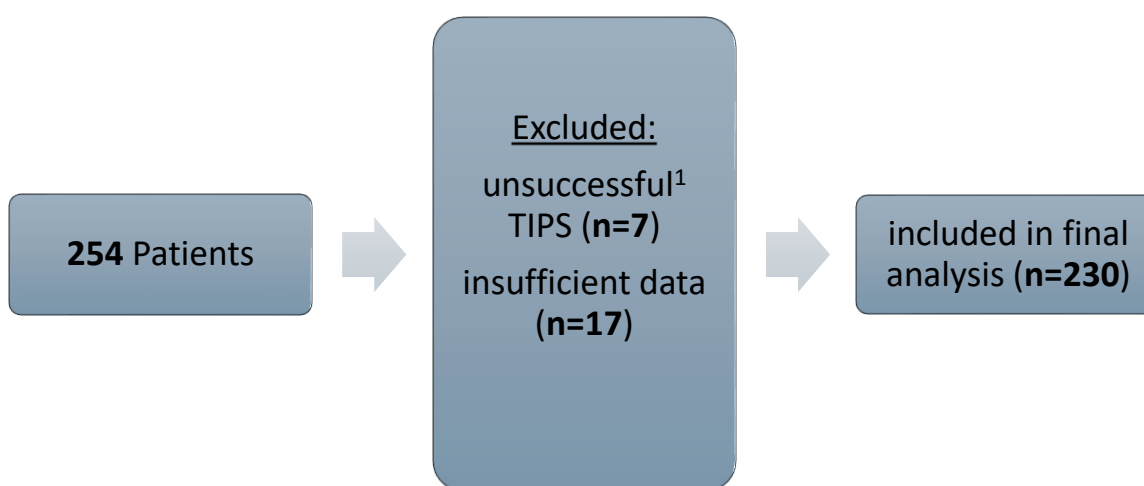 254 Patients
Excluded:
unsuccessful¹
TIPS (n=7)
insufficient data
(n=17)
included in final
analysis (n=230)